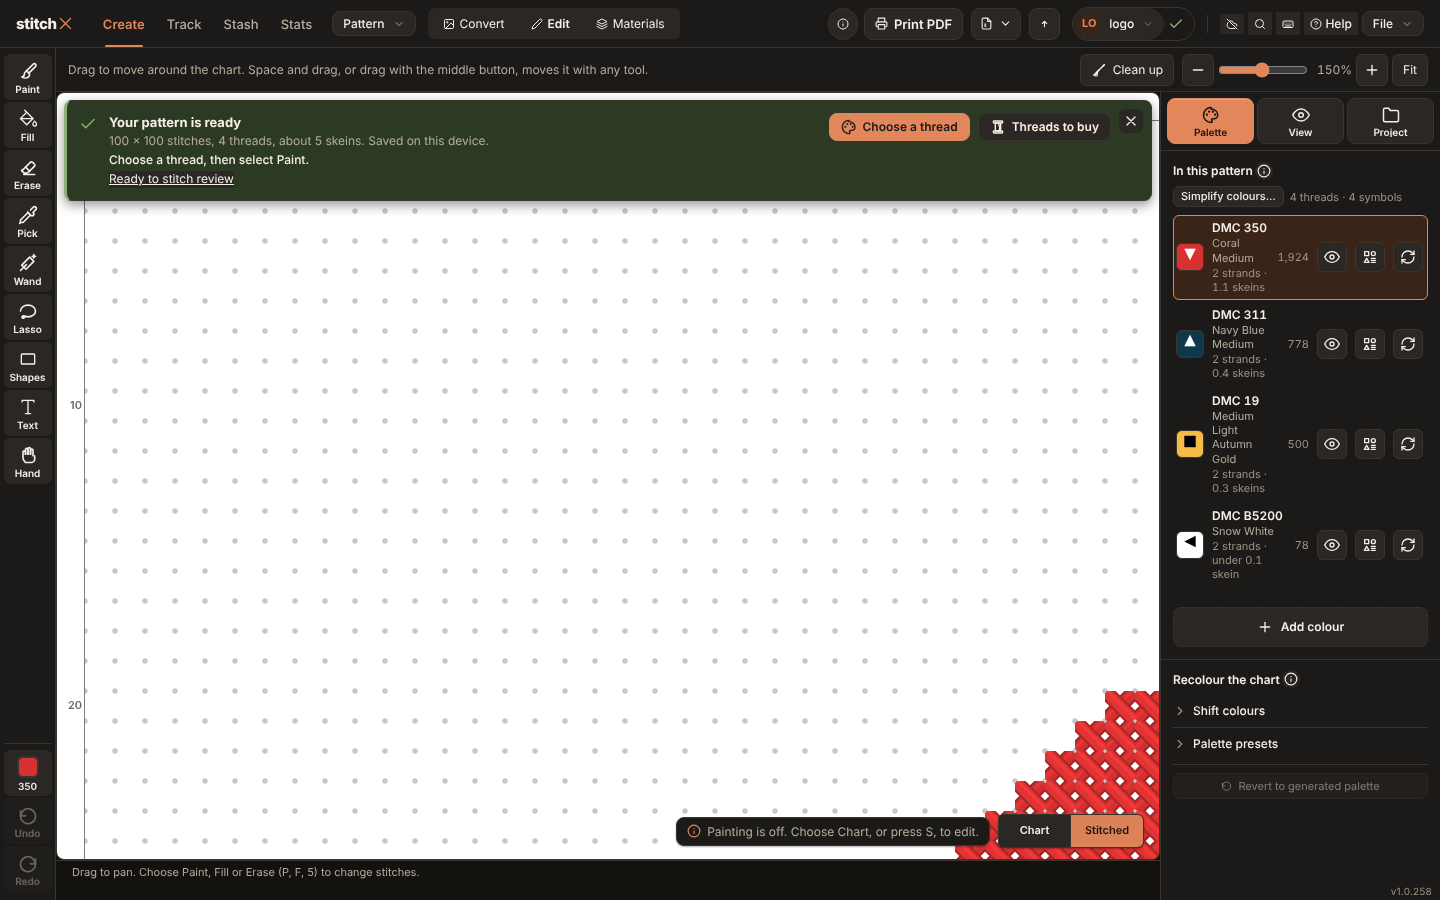 stitch
Create
Track
Stash
Stats
Pattern
Convert
Edit
Materials
Print PDF
LO
logo
Help
File
Drag to move around the chart. Space and drag, or drag with the middle button, moves it with any tool.
Clean up
150%
Fit
Paint
Fill
Erase
Pick
Wand
Lasso
Shapes
Text
Hand
350
Undo
Redo
Your pattern is ready
100 × 100 stitches, 4 threads, about 5 skeins. Saved on this device.
Choose a thread, then select Paint.
Ready to stitch review
Choose a thread
Threads to buy
10
20
Painting is off. Choose Chart, or press S, to edit.
Chart
Stitched
Drag to pan. Choose Paint, Fill or Erase (P, F, 5) to change stitches.
Palette
View
Project
In this pattern
Simplify colours...
4 threads · 4 symbols
DMC 350
Coral
Medium
2 strands ·
1.1 skeins
1,924
DMC 311
Navy Blue
Medium
2 strands ·
0.4 skeins
778
DMC 19
Medium
Light
Autumn
Gold
2 strands ·
0.3 skeins
500
DMC B5200
Snow White
2 strands ·
under 0.1
skein
78
Add colour
Recolour the chart
Shift colours
Palette presets
Revert to generated palette
v1.0.258